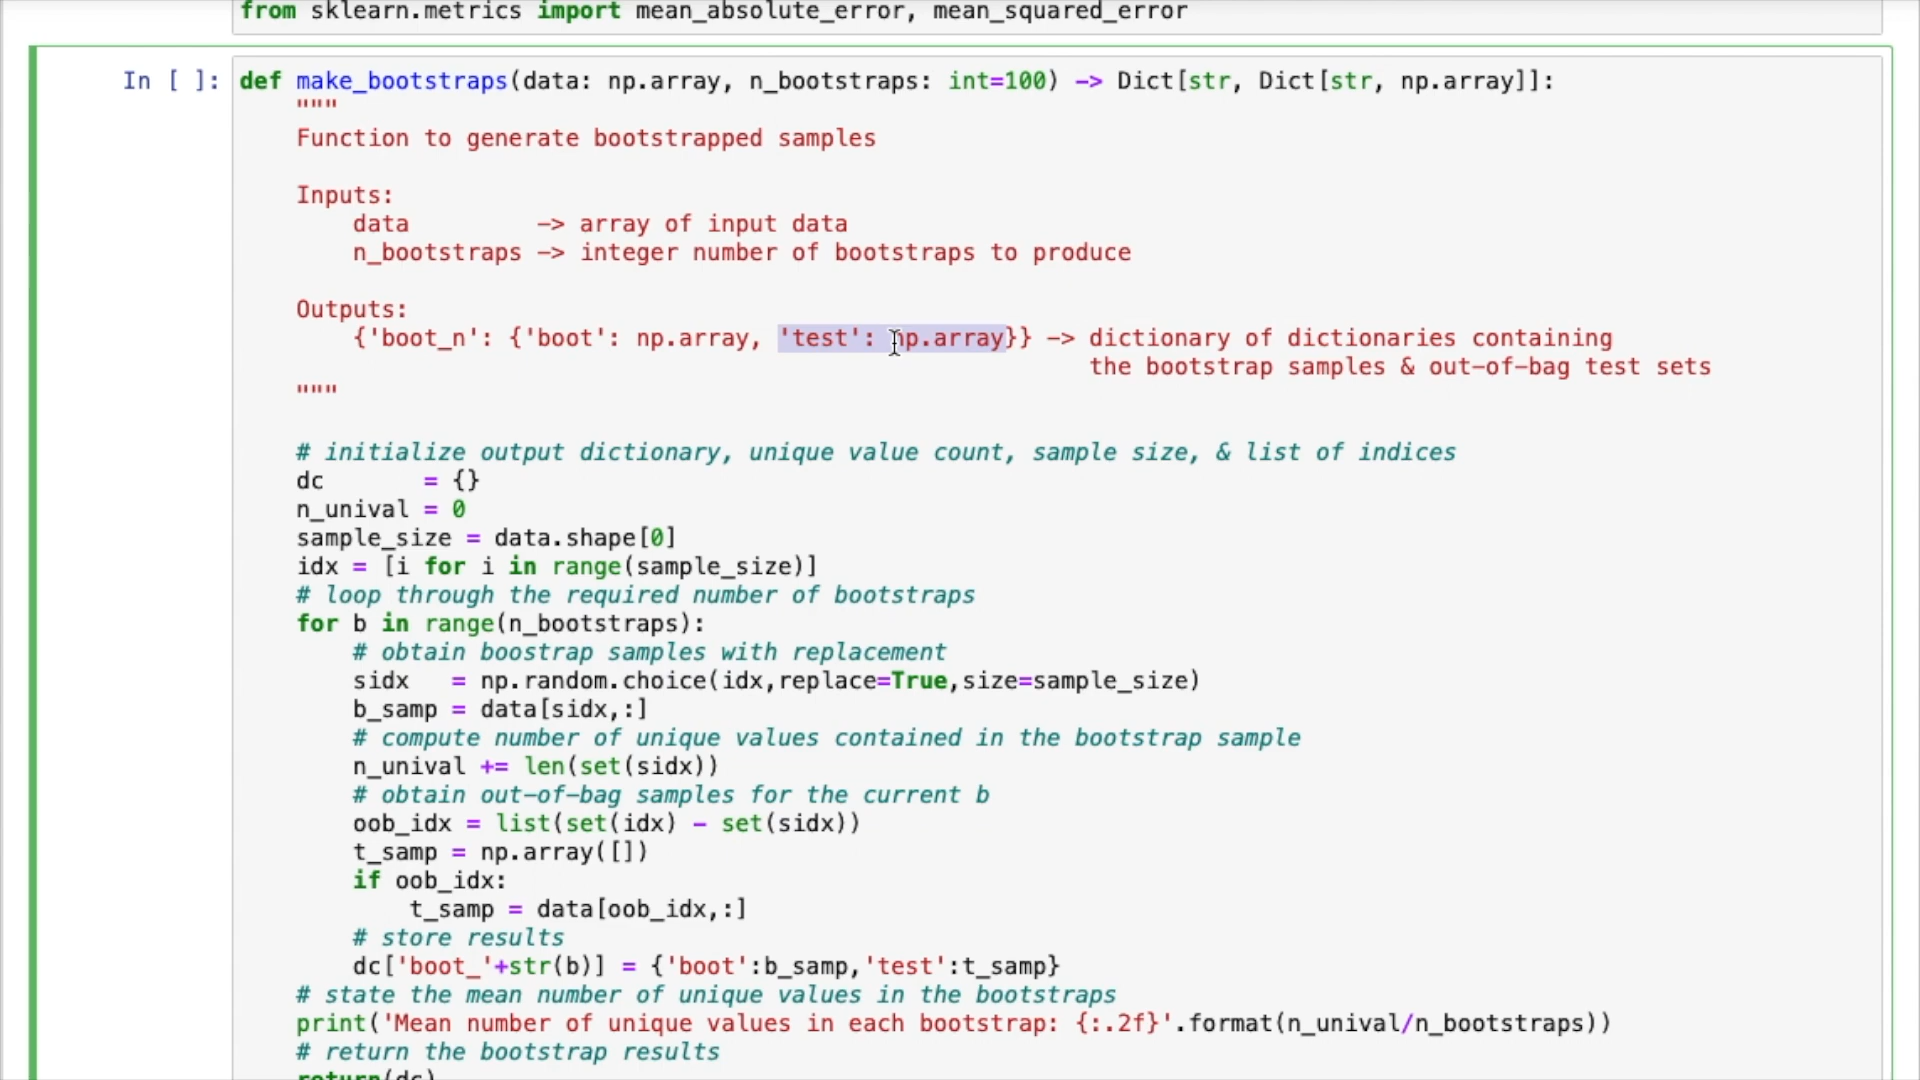 from sklearn.metrics import mean_absolute_error, mean_squared_error
In [ ]: def make_bootstraps(data: np.array, n_bootstraps: int=100) -> Dict[str, Dict[str, np.array]]:
"""
Function to generate bootstrapped samples
Inputs:
data -> array of input data
n_bootstraps -> integer number of bootstraps to produce
Outputs:
{'boot_n': {'boot': np.array, 'test': np.array}} -> dictionary of dictionaries containing
the bootstrap samples & out-of-bag test sets
"""
# initialize output dictionary, unique value count, sample size, & list of indices
dc = {}
n_unival = 0
sample_size = data.shape[0]
idx = [i for i in range(sample_size)]
# loop through the required number of bootstraps
for b in range(n_bootstraps):
# obtain boostrap samples with replacement
sidx = np.random.choice(idx,replace=True,size=sample_size)
b_samp = data[sidx,:]
# compute number of unique values contained in the bootstrap sample
n_unival += len(set(sidx))
# obtain out-of-bag samples for the current b
oob_idx = list(set(idx) - set(sidx))
t_samp = np.array([])
if oob_idx:
t_samp = data[oob_idx,:]
# store results
dc['boot_'+str(b)] = {'boot':b_samp,'test':t_samp}
# state the mean number of unique values in the bootstraps
print('Mean number of unique values in each bootstrap: {:.2f}'.format(n_unival/n_bootstraps))
# return the bootstrap results
return(dc)